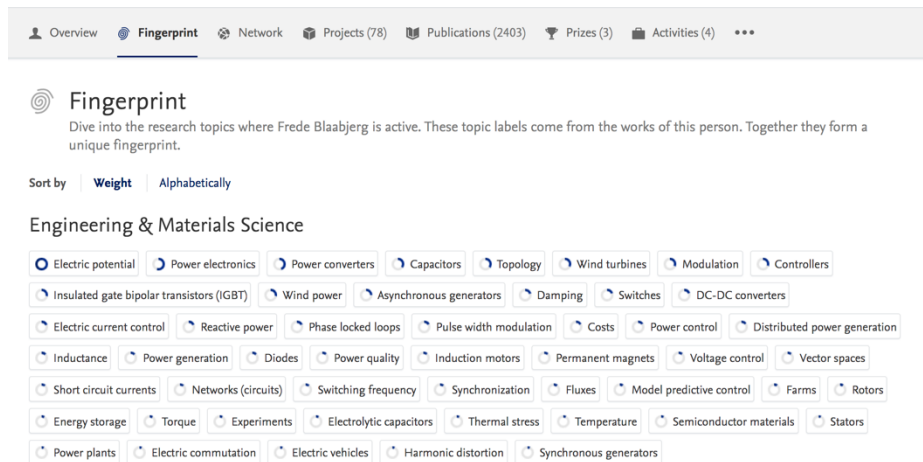 Overview Fingerprint Network Projects (78) Publications (2403) Prizes (3) Activities (4) •••
Fingerprint
Dive into the research topics where Frede Blaabjerg is active. These topic labels come from the works of this person. Together they form a
unique fingerprint.
Sort by Weight Alphabetically
Engineering & Materials Science
Electric potential Power electronics Power converters Capacitors Topology Wind turbines Modulation Controllers
Insulated gate bipolar transistors (IGBT) Wind power Asynchronous generators Damping Switches DC-DC converters
Electric current control Reactive power Phase locked loops Pulse width modulation Costs Power control Distributed power generation
Inductance Power generation Diodes Power quality Induction motors Permanent magnets Voltage control Vector spaces
Short circuit currents Networks (circuits) Switching frequency Synchronization Fluxes Model predictive control Farms Rotors
Energy storage Torque Experiments Electrolytic capacitors Thermal stress Temperature Semiconductor materials Stators
Power plants Electric commutation Electric vehicles Harmonic distortion Synchronous generators